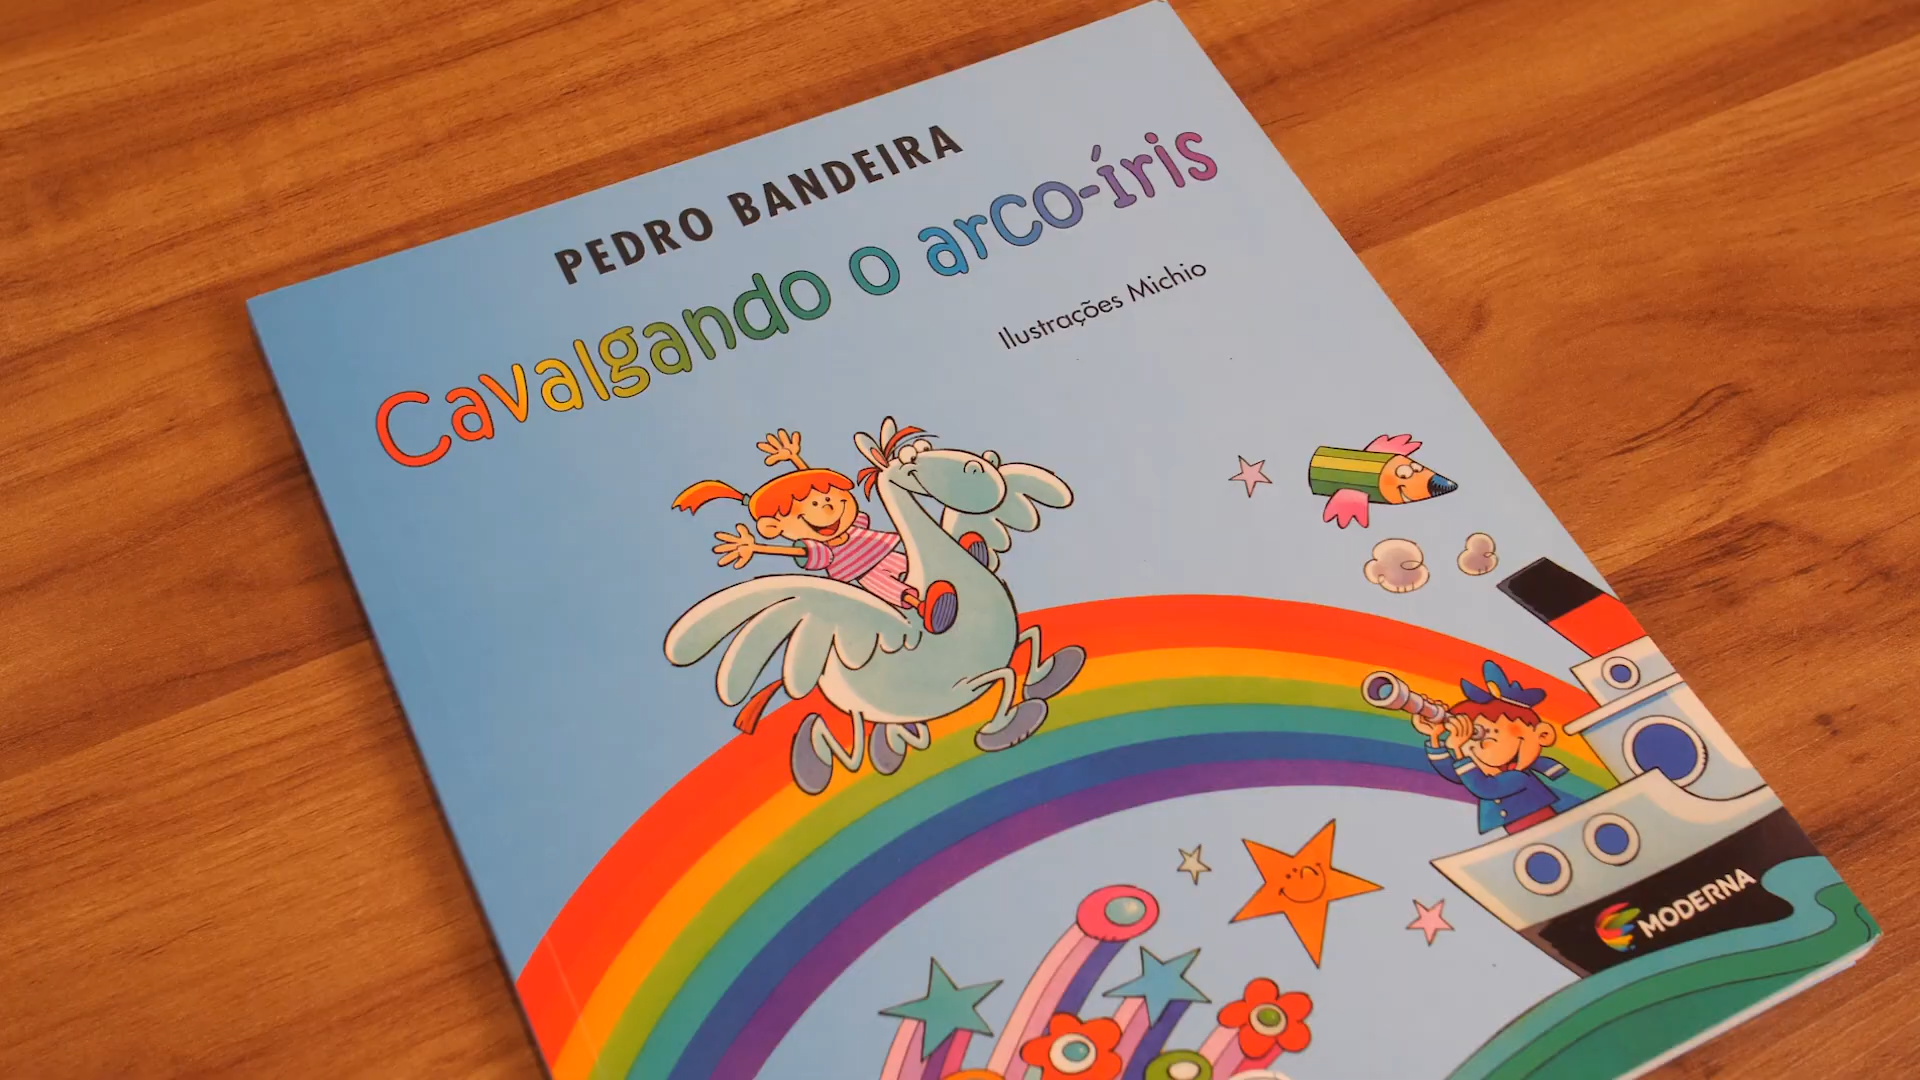 PEDRO BANDEIRA
Cavalgando o arco-íris
Ilustrações Michio
MODERNA